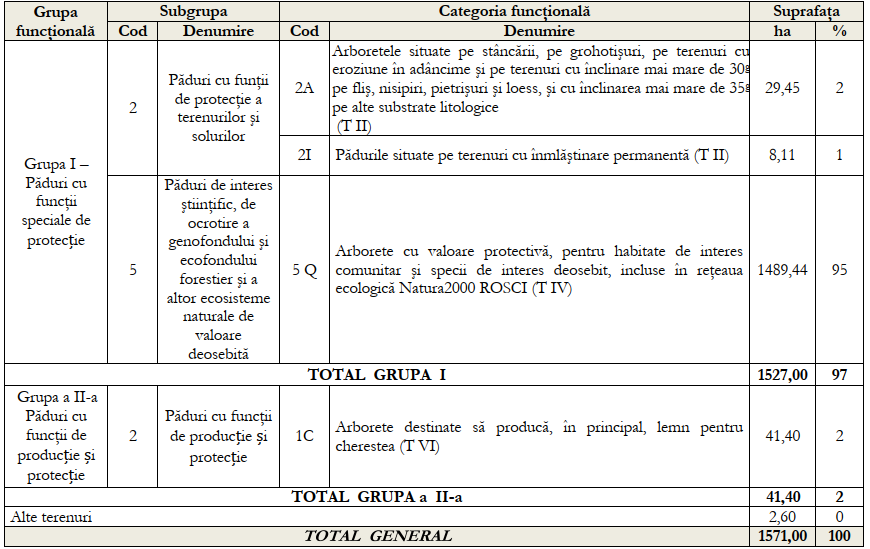 Grupa funcțională
Subgrupa
Categoria funcțională
Suprafața
Cod
Denumire
Cod
Denumire
ha
%
Grupa I –
Păduri cu
funcții
speciale de
protecție
2
Păduri cu funții
de protecție a
terenurilor și
solurilor
2A
Arboretele situate pe stâncării, pe grohotișuri, pe terenuri cu
eroziune în adâncime și pe terenuri cu înclinare mai mare de 30g
pe fliș, nisipiri, pietrișuri și loess, și cu înclinarea mai mare de 35g
pe alte substrate litologice
(T II)
29,45
2
2I
Pădurile situate pe terenuri cu înmlăștinare permanentă (T II)
8,11
1
5
Păduri de interes
științific, de
ocrotire a
genofondului și
ecofondului
forestier și a
altor ecosisteme
naturale de
valoare
deosebită
5 Q
Arborete cu valoare protectivă, pentru habitate de interes
comunitar și specii de interes deosebit, incluse în rețeaua
ecologică Natura2000 ROSCI (T IV)
1489,44
95
TOTAL GRUPA I
1527,00
97
Grupa a II-a
Păduri cu
funcții de
producție și
protecție
2
Păduri cu funcții
de producție și
protecție
1C
Arborete destinate să producă, în principal, lemn pentru
cherestea (T VI)
41,40
2
TOTAL GRUPA a II-a
41,40
2
Alte terenuri
2,60
0
TOTAL GENERAL
1571,00
100